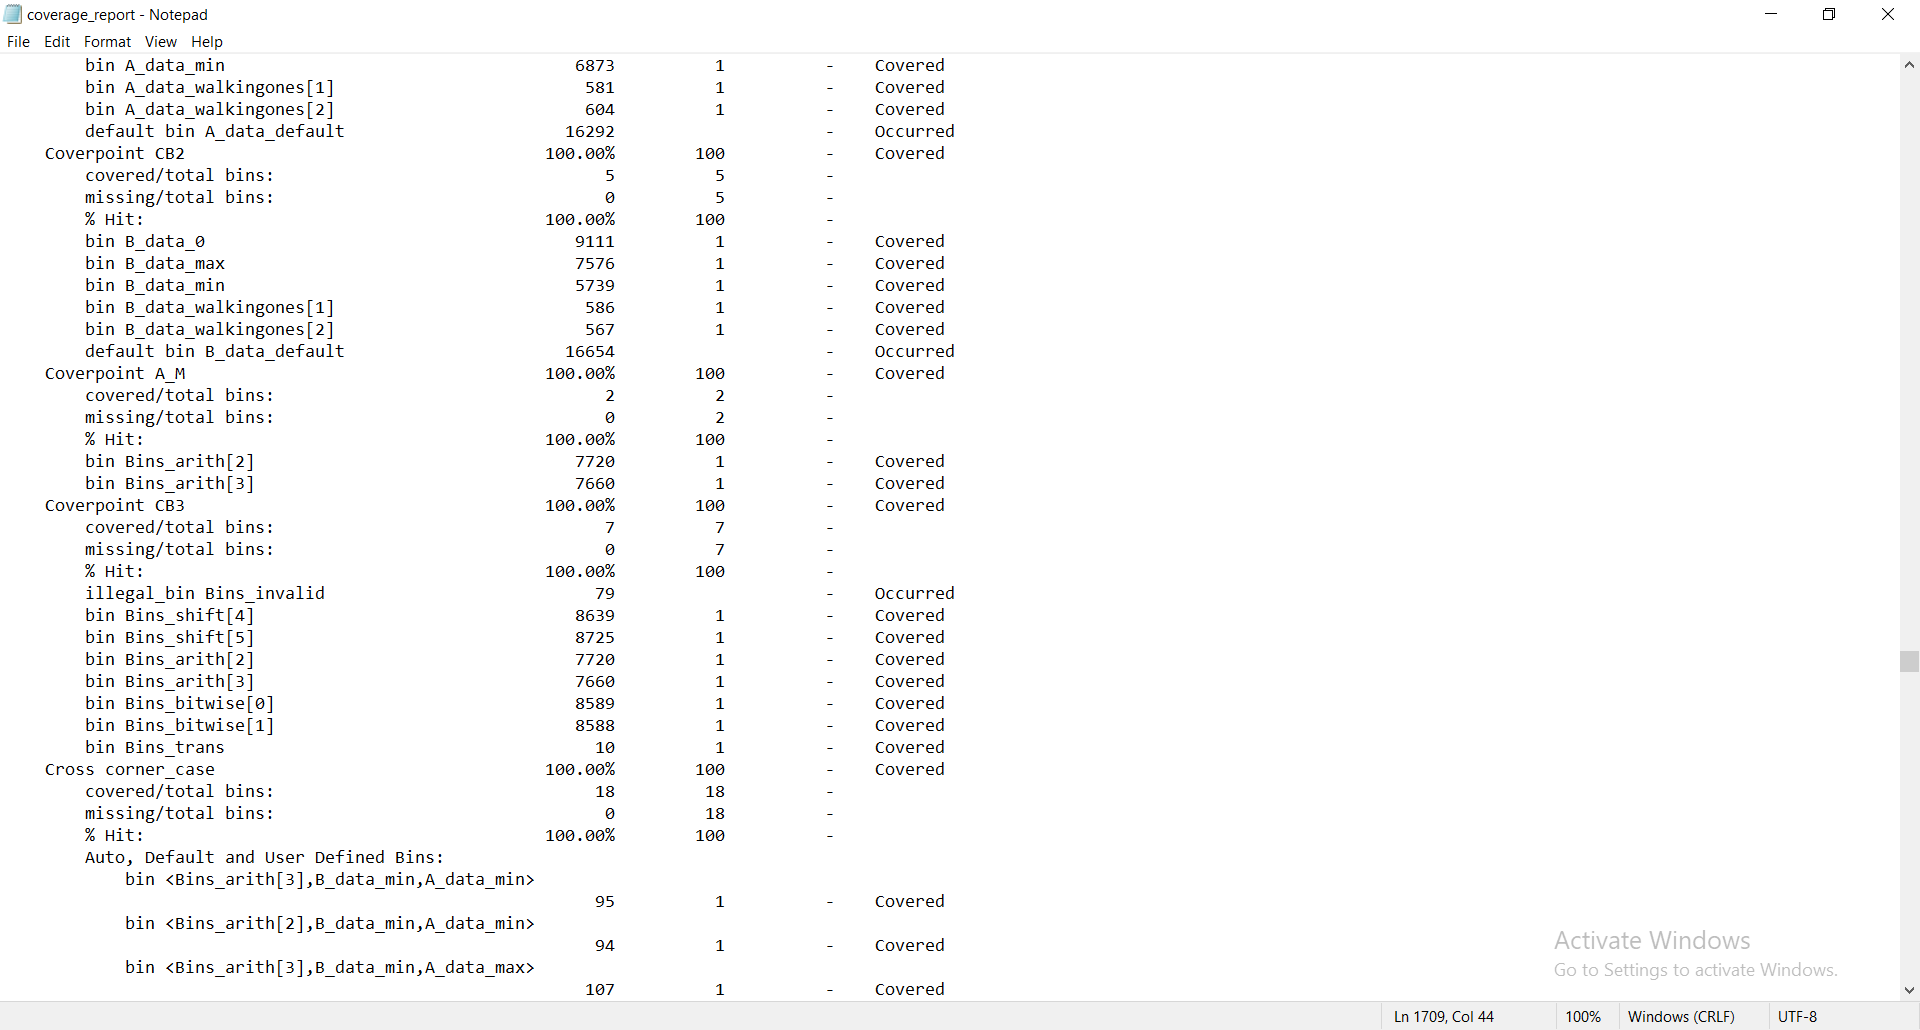 coverage_report - Notepad
File Edit Format View Help
bin A_data_min 6873 1 - Covered
bin A_data_walkingones[1] 581 1 - Covered
bin A_data_walkingones[2] 604 1 - Covered
default bin A_data_default 16292 - Occurred
Coverpoint CB2 100.00% 100 - Covered
covered/total bins: 5 5 -
missing/total bins: 0 5 -
% Hit: 100.00% 100 -
bin B_data_0 9111 1 - Covered
bin B_data_max 7576 1 - Covered
bin B_data_min 5739 1 - Covered
bin B_data_walkingones[1] 586 1 - Covered
bin B_data_walkingones[2] 567 1 - Covered
default bin B_data_default 16654 - Occurred
Coverpoint A_M 100.00% 100 - Covered
covered/total bins: 2 2 -
missing/total bins: 0 2 -
% Hit: 100.00% 100 -
bin Bins_arith[2] 7720 1 - Covered
bin Bins_arith[3] 7660 1 - Covered
Coverpoint CB3 100.00% 100 - Covered
covered/total bins: 7 7 -
missing/total bins: 0 7 -
% Hit: 100.00% 100 -
illegal_bin Bins_invalid 79 - Occurred
bin Bins_shift[4] 8639 1 - Covered
bin Bins_shift[5] 8725 1 - Covered
bin Bins_arith[2] 7720 1 - Covered
bin Bins_arith[3] 7660 1 - Covered
bin Bins_bitwise[0] 8589 1 - Covered
bin Bins_bitwise[1] 8588 1 - Covered
bin Bins_trans 10 1 - Covered
Cross corner_case 100.00% 100 - Covered
covered/total bins: 18 18 -
missing/total bins: 0 18 -
% Hit: 100.00% 100 -
Auto, Default and User Defined Bins:
bin <Bins_arith[3],B_data_min,A_data_min>
95 1 - Covered
bin <Bins_arith[2],B_data_min,A_data_min>
94 1 - Covered
bin <Bins_arith[3],B_data_min,A_data_max>
107 1 - Covered
Activate Windows
Go to Settings to activate Windows.
Ln 1709, Col 44 100% Windows (CRLF) UTF-8